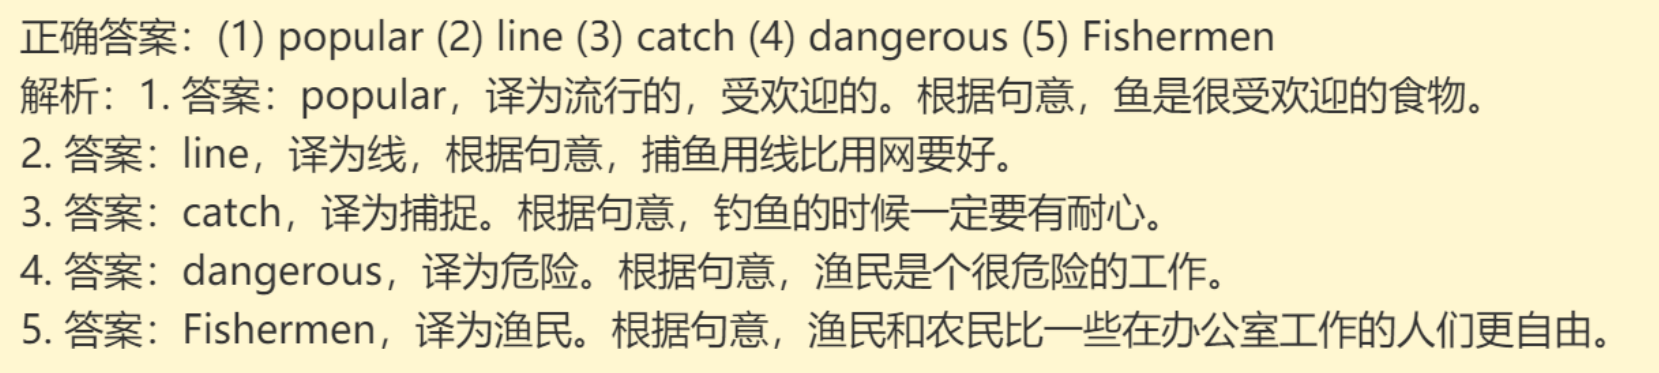 正确答案：(1) popular (2) line (3) catch (4) dangerous (5) Fishermen
解析：1. 答案：popular，译为流行的，受欢迎的。根据句意，鱼是很受欢迎的食物。
2. 答案：line，译为线，根据句意，捕鱼用线比用网要好。
3. 答案：catch，译为捕捉。根据句意，钓鱼的时候一定要有耐心。
4. 答案：dangerous，译为危险。根据句意，渔民是个很危险的工作。
5. 答案：Fishermen，译为渔民。根据句意，渔民和农民比一些在办公室工作的人们更自由。